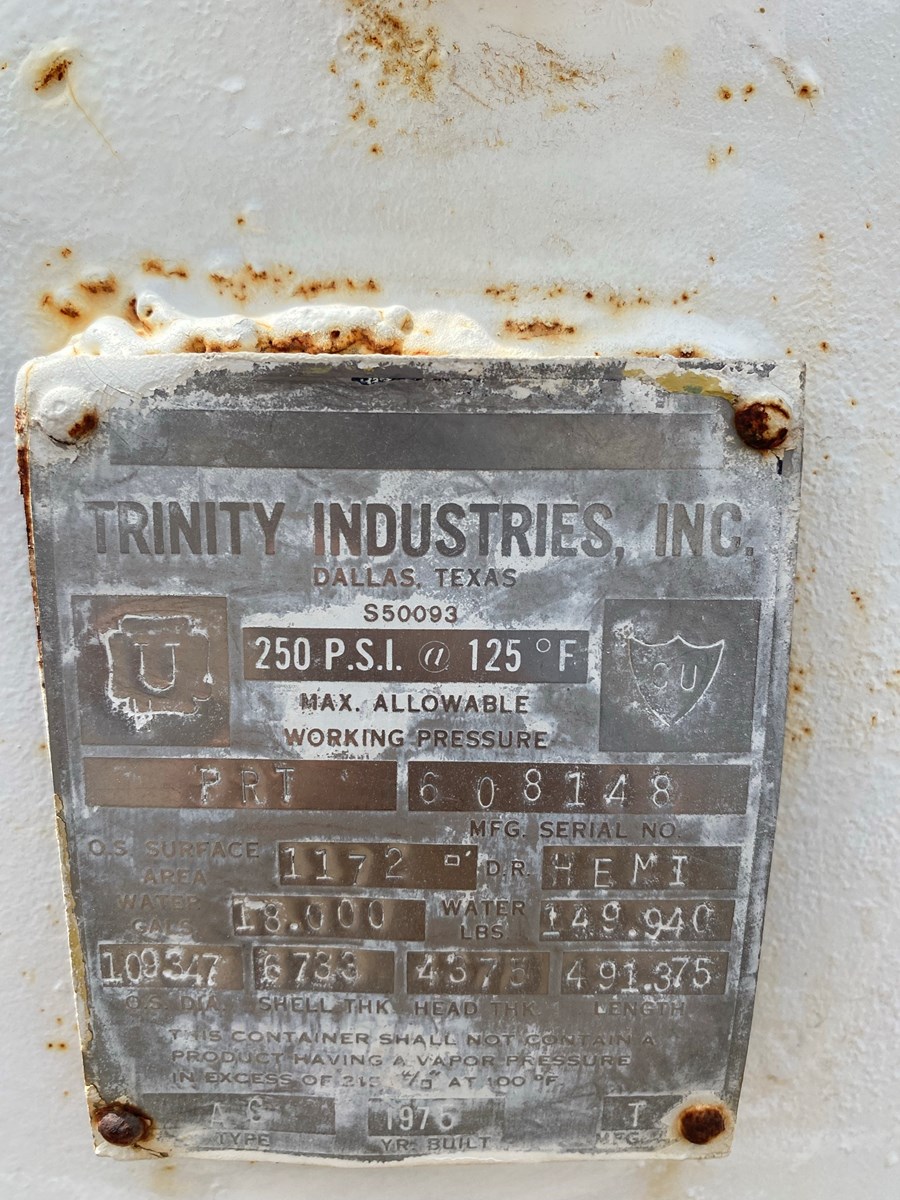 TRINITY INDUSTRIES, INC.
DALLAS, TEXAS
S50093
U
250 P.S.I. @ 125 °F
MAX. ALLOWABLE
WORKING PRESSURE
PRT 608148
MFG. SERIAL NO.
O.S. SURFACE AREA 1172 □' D.R. HEMI
WATER GALS. 18.000 WATER LBS. 149.940
109347 6733 4375 491.375
O.S. DIA. SHELL THK. HEAD THK. LENGTH
THIS CONTAINER SHALL NOT CONTAIN A
PRODUCT HAVING A VAPOR PRESSURE
IN EXCESS OF 215 #/□" AT 100 °F.
1975 T
TYPE YR. BUILT MFG.